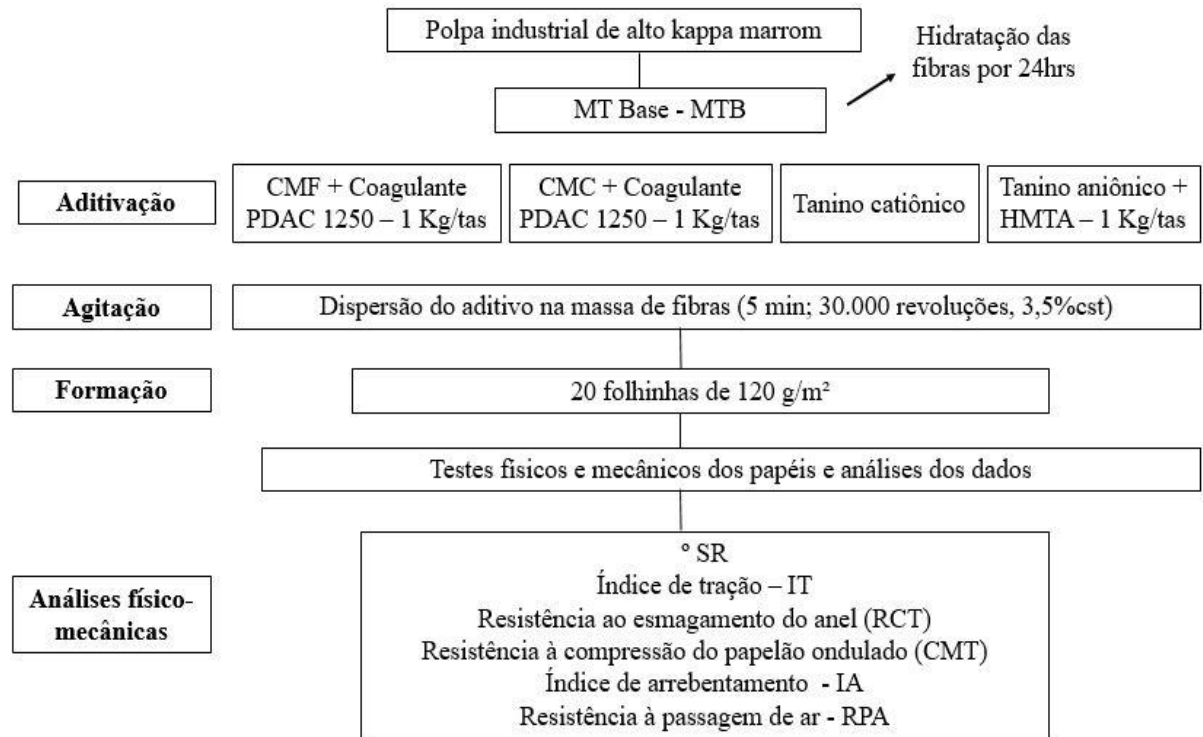 Polpa industrial de alto kappa marrom
Hidratação das
fibras por 24hrs
MT Base - MTB
Aditivação
CMF + Coagulante
PDAC 1250 – 1 Kg/tas
CMC + Coagulante
PDAC 1250 – 1 Kg/tas
Tanino catiônico
Tanino aniônico +
HMTA – 1 Kg/tas
Agitação
Dispersão do aditivo na massa de fibras (5 min; 30.000 revoluções, 3,5%cst)
Formação
20 folhinhas de 120 g/m²
Testes físicos e mecânicos dos papéis e análises dos dados
Análises físico-
mecânicas
º SR
Índice de tração – IT
Resistência ao esmagamento do anel (RCT)
Resistência à compressão do papelão ondulado (CMT)
Índice de arrebentamento - IA
Resistência à passagem de ar - RPA